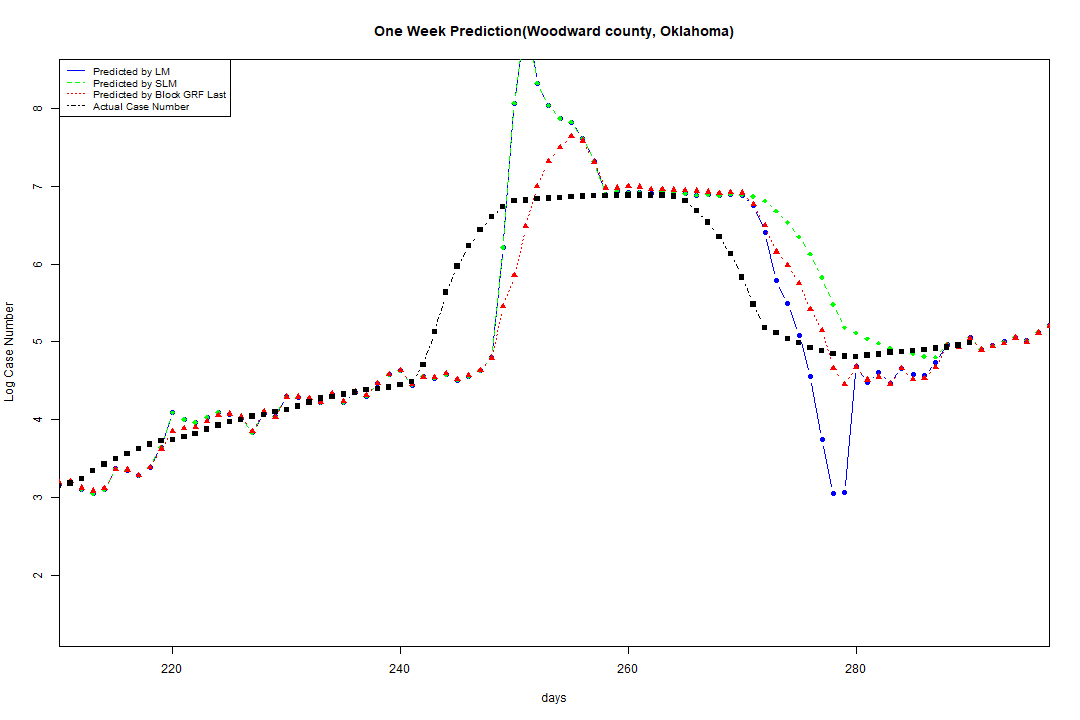 One Week Prediction(Woodward county, Oklahoma)
Predicted by LM
Predicted by SLM
Predicted by Block GRF Last
Actual Case Number
8
7
6
5
4
3
2
Log Case Number
220 240 260 280
days